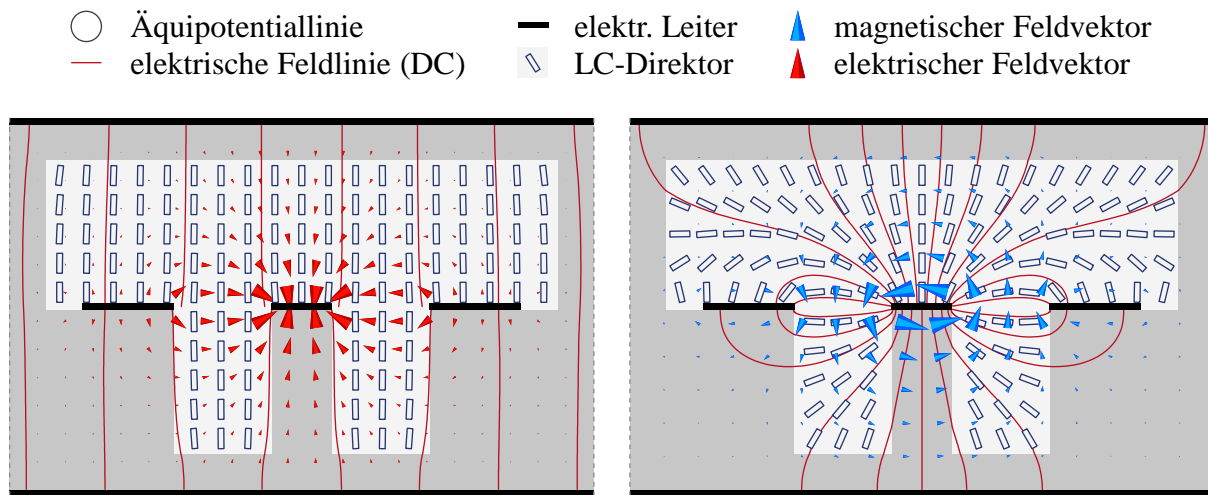 Äquipotentiallinie elektr. Leiter magnetischer Feldvektor
elektrische Feldlinie (DC) LC-Direktor elektrischer Feldvektor